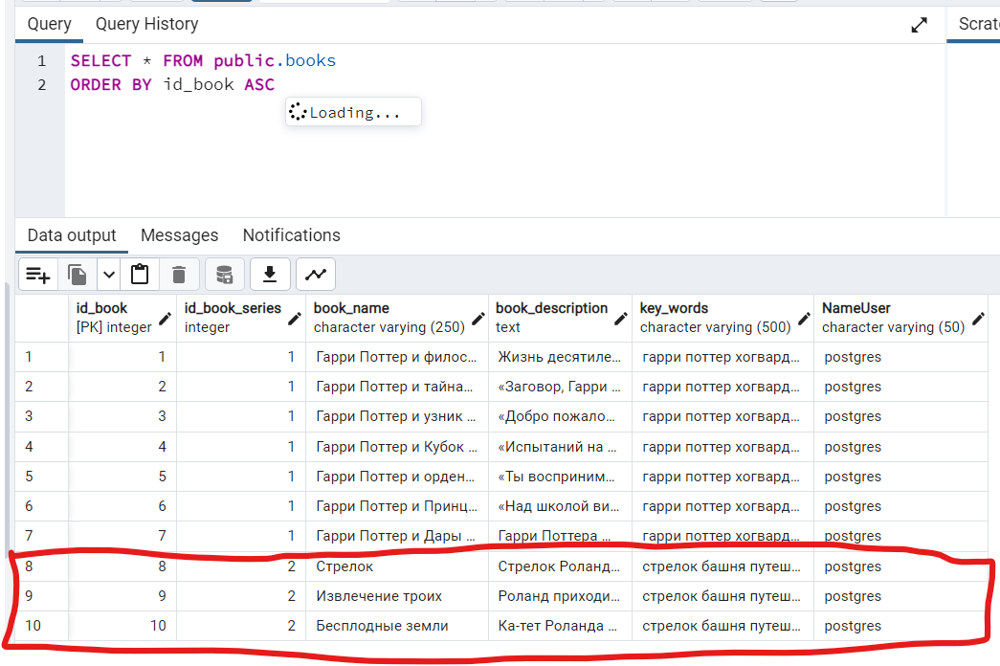 Query Query History Scrat
1 SELECT * FROM public.books
2 ORDER BY id_book ASC
Loading...
Data output Messages Notifications
id_book id_book_series book_name book_description key_words NameUser
[PK] integer integer character varying (250) text character varying (500) character varying (50)
1 1 1 Гарри Поттер и филос... Жизнь десятиле... гарри поттер хогвард... postgres
2 2 1 Гарри Поттер и тайна... «Заговор, Гарри ... гарри поттер хогвард... postgres
3 3 1 Гарри Поттер и узник ... «Добро пожало... гарри поттер хогвард... postgres
4 4 1 Гарри Поттер и Кубок ... «Испытаний на ... гарри поттер хогвард... postgres
5 5 1 Гарри Поттер и орден... «Ты восприним... гарри поттер хогвард... postgres
6 6 1 Гарри Поттер и Принц... «Над школой ви... гарри поттер хогвард... postgres
7 7 1 Гарри Поттер и Дары ... Гарри Поттера ... гарри поттер хогвард... postgres
8 8 2 Стрелок Стрелок Роланд... стрелок башня путеш... postgres
9 9 2 Извлечение троих Роланд приходи... стрелок башня путеш... postgres
10 10 2 Бесплодные земли Ка-тет Роланда ... стрелок башня путеш... postgres